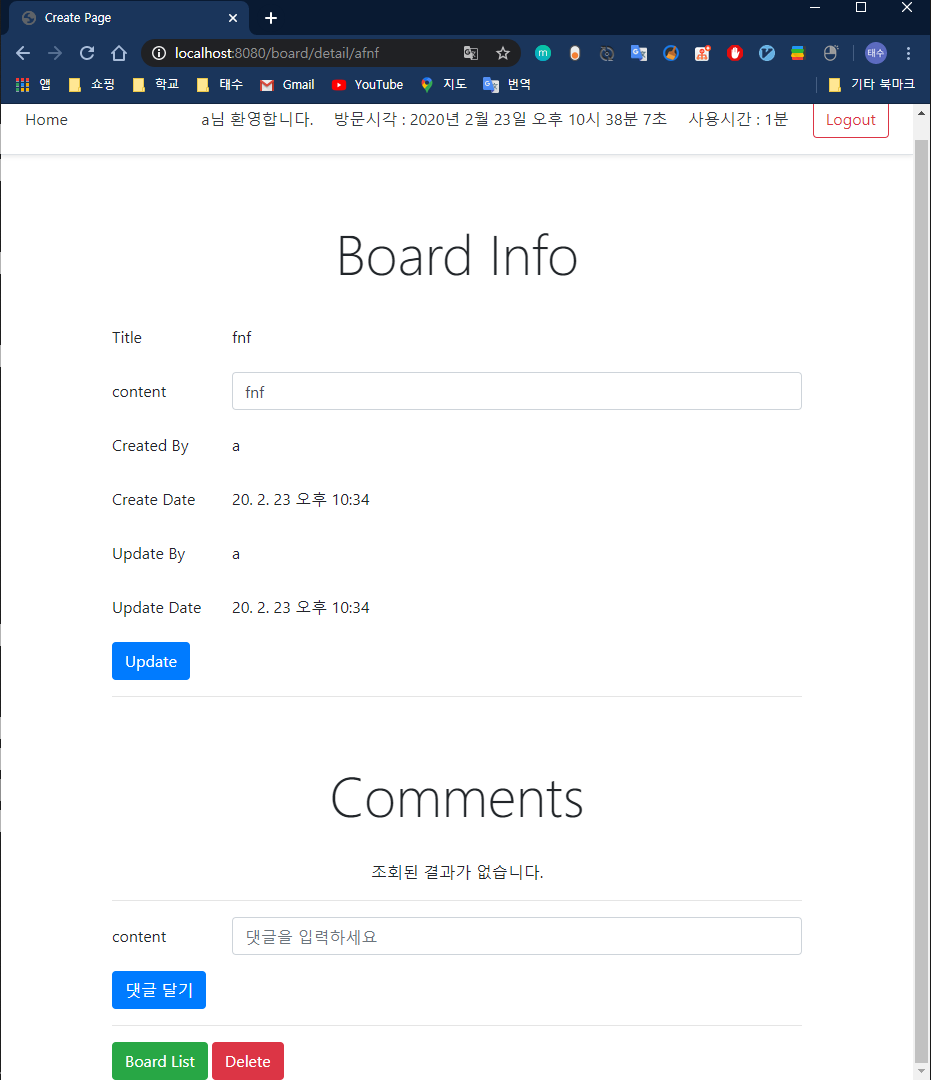 Create Page
localhost:8080/board/detail/afnf
태수
앱 쇼핑 학교 태수 Gmail YouTube 지도 번역 기타 북마크
Home a님 환영합니다. 방문시각 : 2020년 2월 23일 오후 10시 38분 7초 사용시간 : 1분 Logout
Board Info
Title fnf
content fnf
Created By a
Create Date 20. 2. 23 오후 10:34
Update By a
Update Date 20. 2. 23 오후 10:34
Update
Comments
조회된 결과가 없습니다.
content 댓글을 입력하세요
댓글 달기
Board List Delete